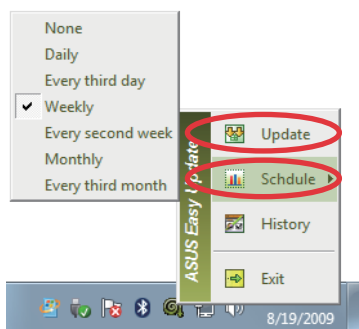 None
Daily
Every third day
Weekly
Every second week
Monthly
Every third month
ASUS Easy Update
Update
Schdule
History
Exit
8/19/2009